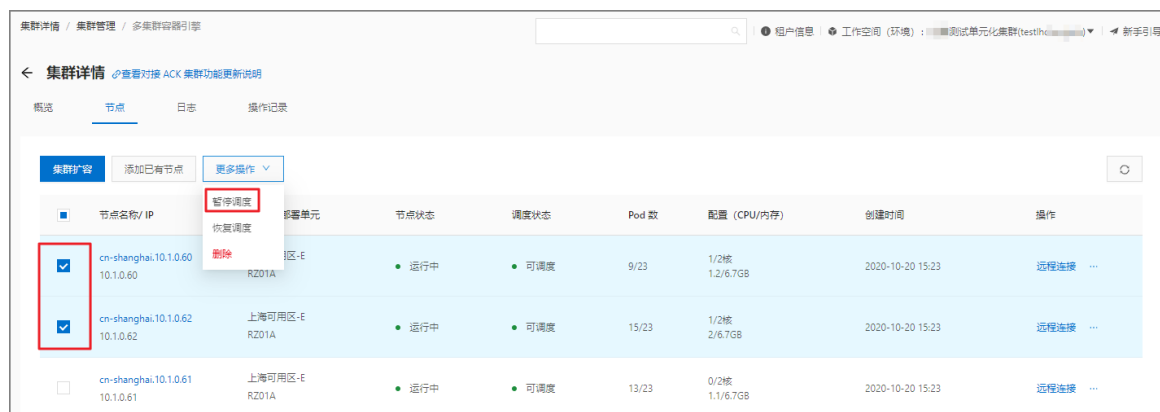 集群详情 / 集群管理 / 多集群容器引擎
租户信息 工作空间（环境）: 测试单元化集群(testlho )▼ 新手引导
← 集群详情 查看对接 ACK 集群功能更新说明
概览 节点 日志 操作记录
集群扩容 添加已有节点 更多操作
暂停调度
恢复调度
删除
节点名称/ IP 部署单元 节点状态 调度状态 Pod 数 配置（CPU/内存） 创建时间 操作
cn-shanghai.10.1.0.60 用区-E 1/2核
10.1.0.60 RZ01A 运行中 可调度 9/23 1.2/6.7GB 2020-10-20 15:23 远程连接 ···
cn-shanghai.10.1.0.62 上海可用区-E 1/2核
10.1.0.62 RZ01A 运行中 可调度 15/23 2/6.7GB 2020-10-20 15:23 远程连接 ···
cn-shanghai.10.1.0.61 上海可用区-E 0/2核
10.1.0.61 RZ01A 运行中 可调度 13/23 1.1/6.7GB 2020-10-20 15:23 远程连接 ···